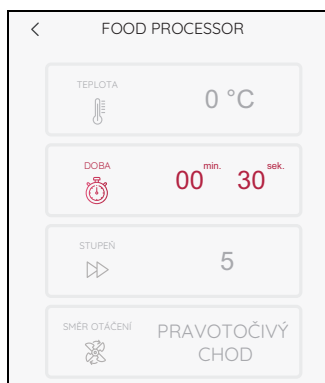 FOOD PROCESSOR
TEPLOTA
0 °C
DOBA
00 min. 30 sek.
STUPEŇ
5
SMĚR OTÁČENÍ
PRAVOTOČIVÝ
CHOD